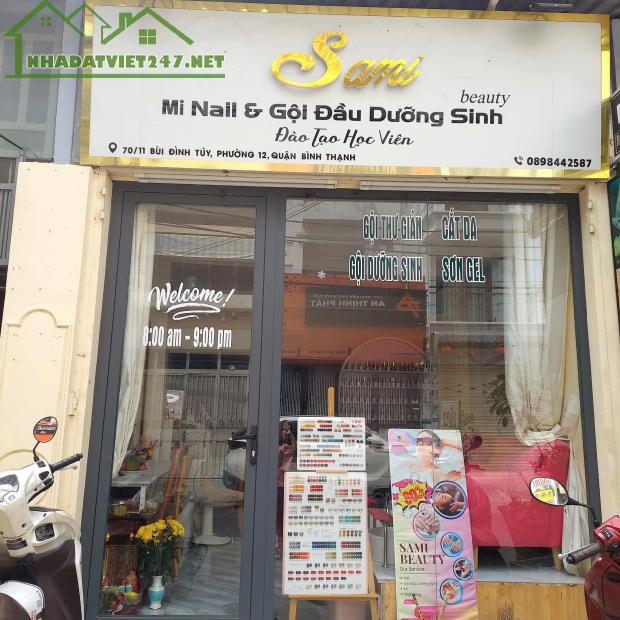 NHADATVIET247.NET
Sami
beauty
Mi Nail & Gội Đầu Dưỡng Sinh
Đào Tạo Học Viên
70/11 BÙI ĐÌNH TÚY, PHƯỜNG 12, QUẬN BÌNH THẠNH
0898442587
GỘI THƯ GIÃN CẮT DA
GỘI DƯỠNG SINH SƠN GEL
Welcome!
8:00 am - 9:00 pm
AN THỊNH PHÁT
SAMI
BEAUTY
Our Service